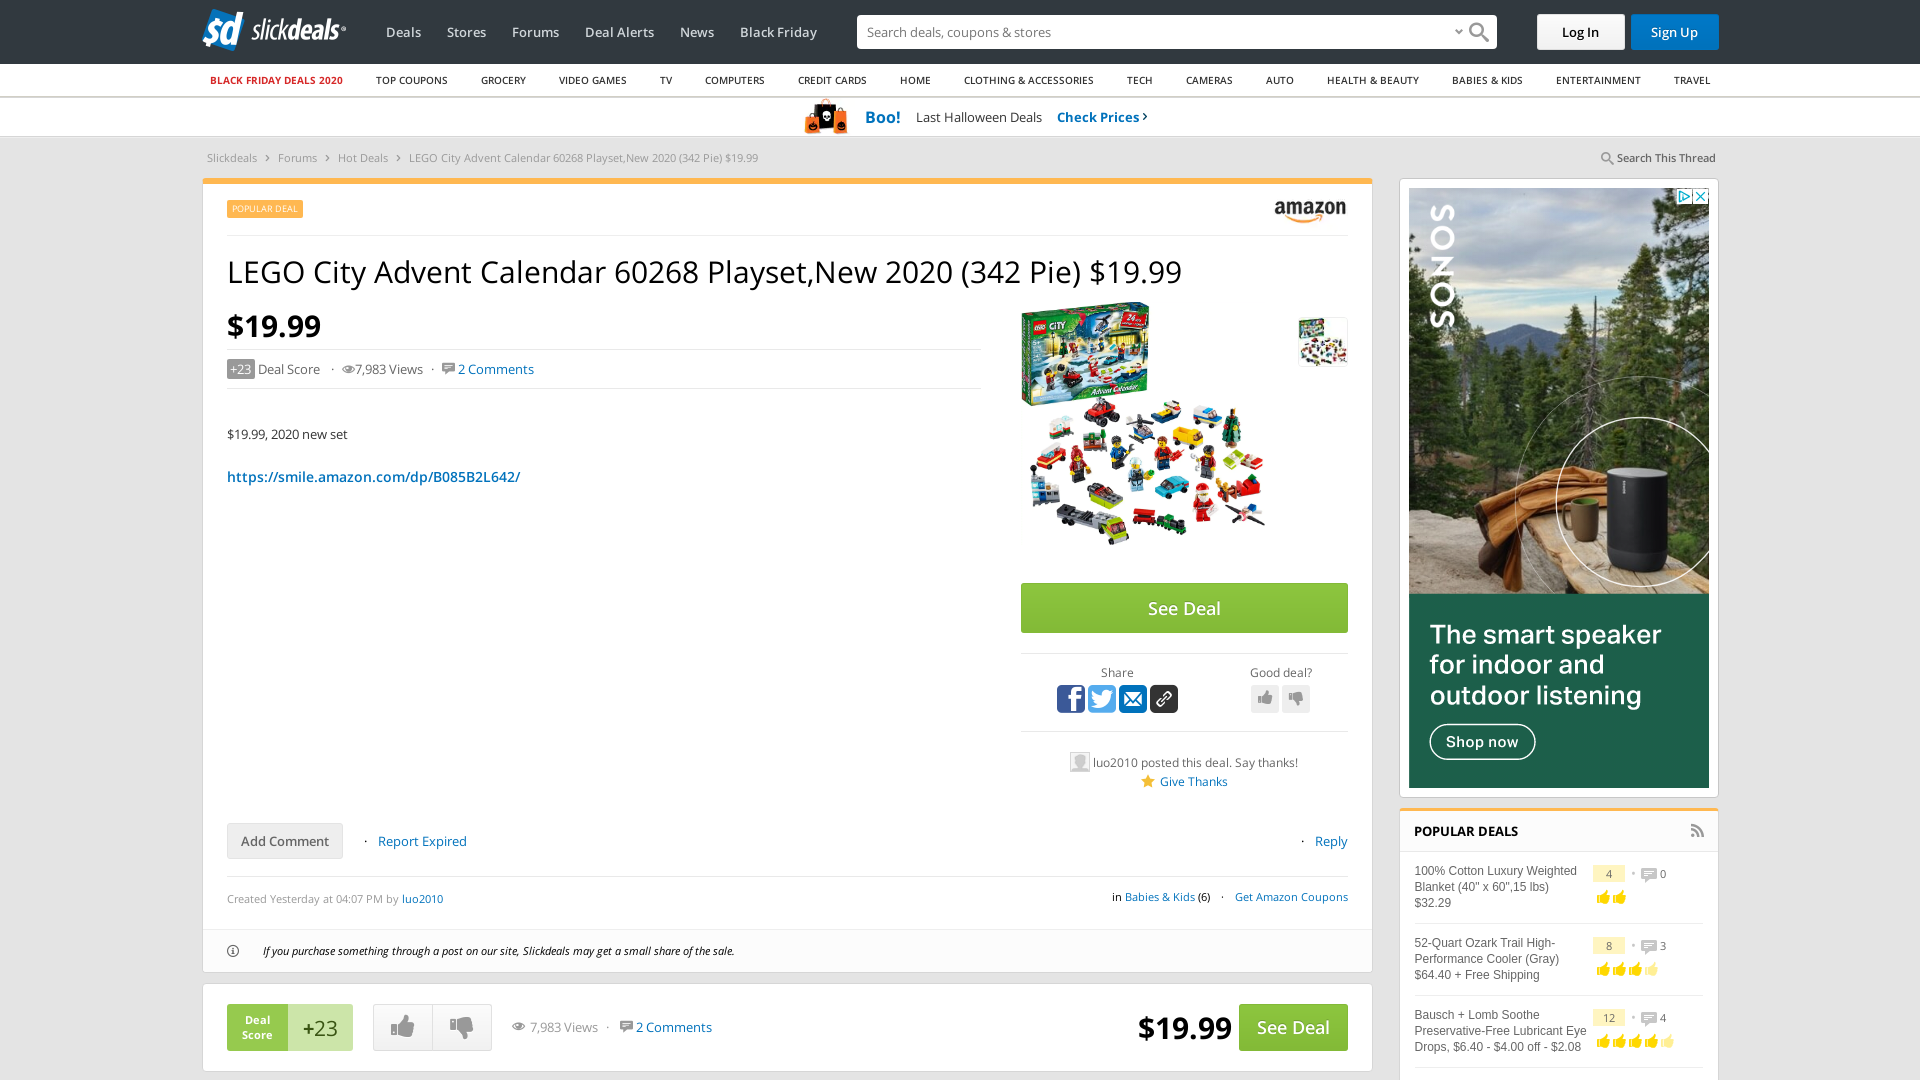 slickdeals
Deals
Stores
Forums
Deal Alerts
News
Black Friday
Search deals, coupons & stores
Log In
Sign Up
BLACK FRIDAY DEALS 2020
TOP COUPONS
GROCERY
VIDEO GAMES
TV
COMPUTERS
CREDIT CARDS
HOME
CLOTHING & ACCESSORIES
TECH
CAMERAS
AUTO
HEALTH & BEAUTY
BABIES & KIDS
ENTERTAINMENT
TRAVEL
Boo! Last Halloween Deals Check Prices ›
Slickdeals › Forums › Hot Deals › LEGO City Advent Calendar 60268 Playset,New 2020 (342 Pie) $19.99
Search This Thread
POPULAR DEAL
amazon
LEGO City Advent Calendar 60268 Playset,New 2020 (342 Pie) $19.99
$19.99
+23 Deal Score · 7,983 Views · 2 Comments
$19.99, 2020 new set
https://smile.amazon.com/dp/B085B2L642/
LEGO CITY
Advent Calendar
See Deal
Share
Good deal?
luo2010 posted this deal. Say thanks!
Give Thanks
Add Comment · Report Expired
· Reply
Created Yesterday at 04:07 PM by luo2010
in Babies & Kids (6) · Get Amazon Coupons
If you purchase something through a post on our site, Slickdeals may get a small share of the sale.
Deal
Score
+23
7,983 Views · 2 Comments
$19.99
See Deal
SONOS
The smart speaker
for indoor and
outdoor listening
Shop now
POPULAR DEALS
100% Cotton Luxury Weighted
Blanket (40" x 60",15 lbs)
$32.29
4 · 0
52-Quart Ozark Trail High-
Performance Cooler (Gray)
$64.40 + Free Shipping
8 · 3
Bausch + Lomb Soothe
Preservative-Free Lubricant Eye
Drops, $6.40 - $4.00 off - $2.08
12 · 4